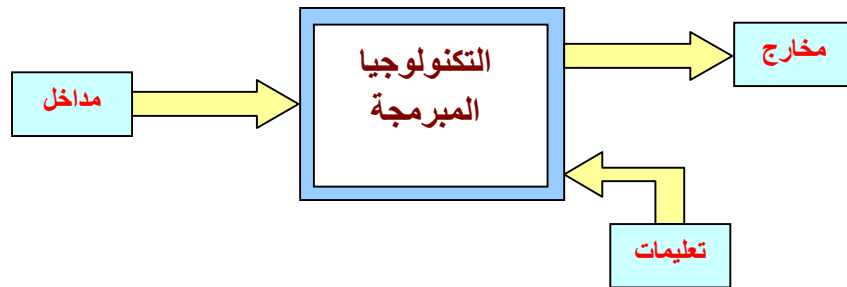 التكنولوجيا
المبرمجة
مخارج
مداخل
تعليمات